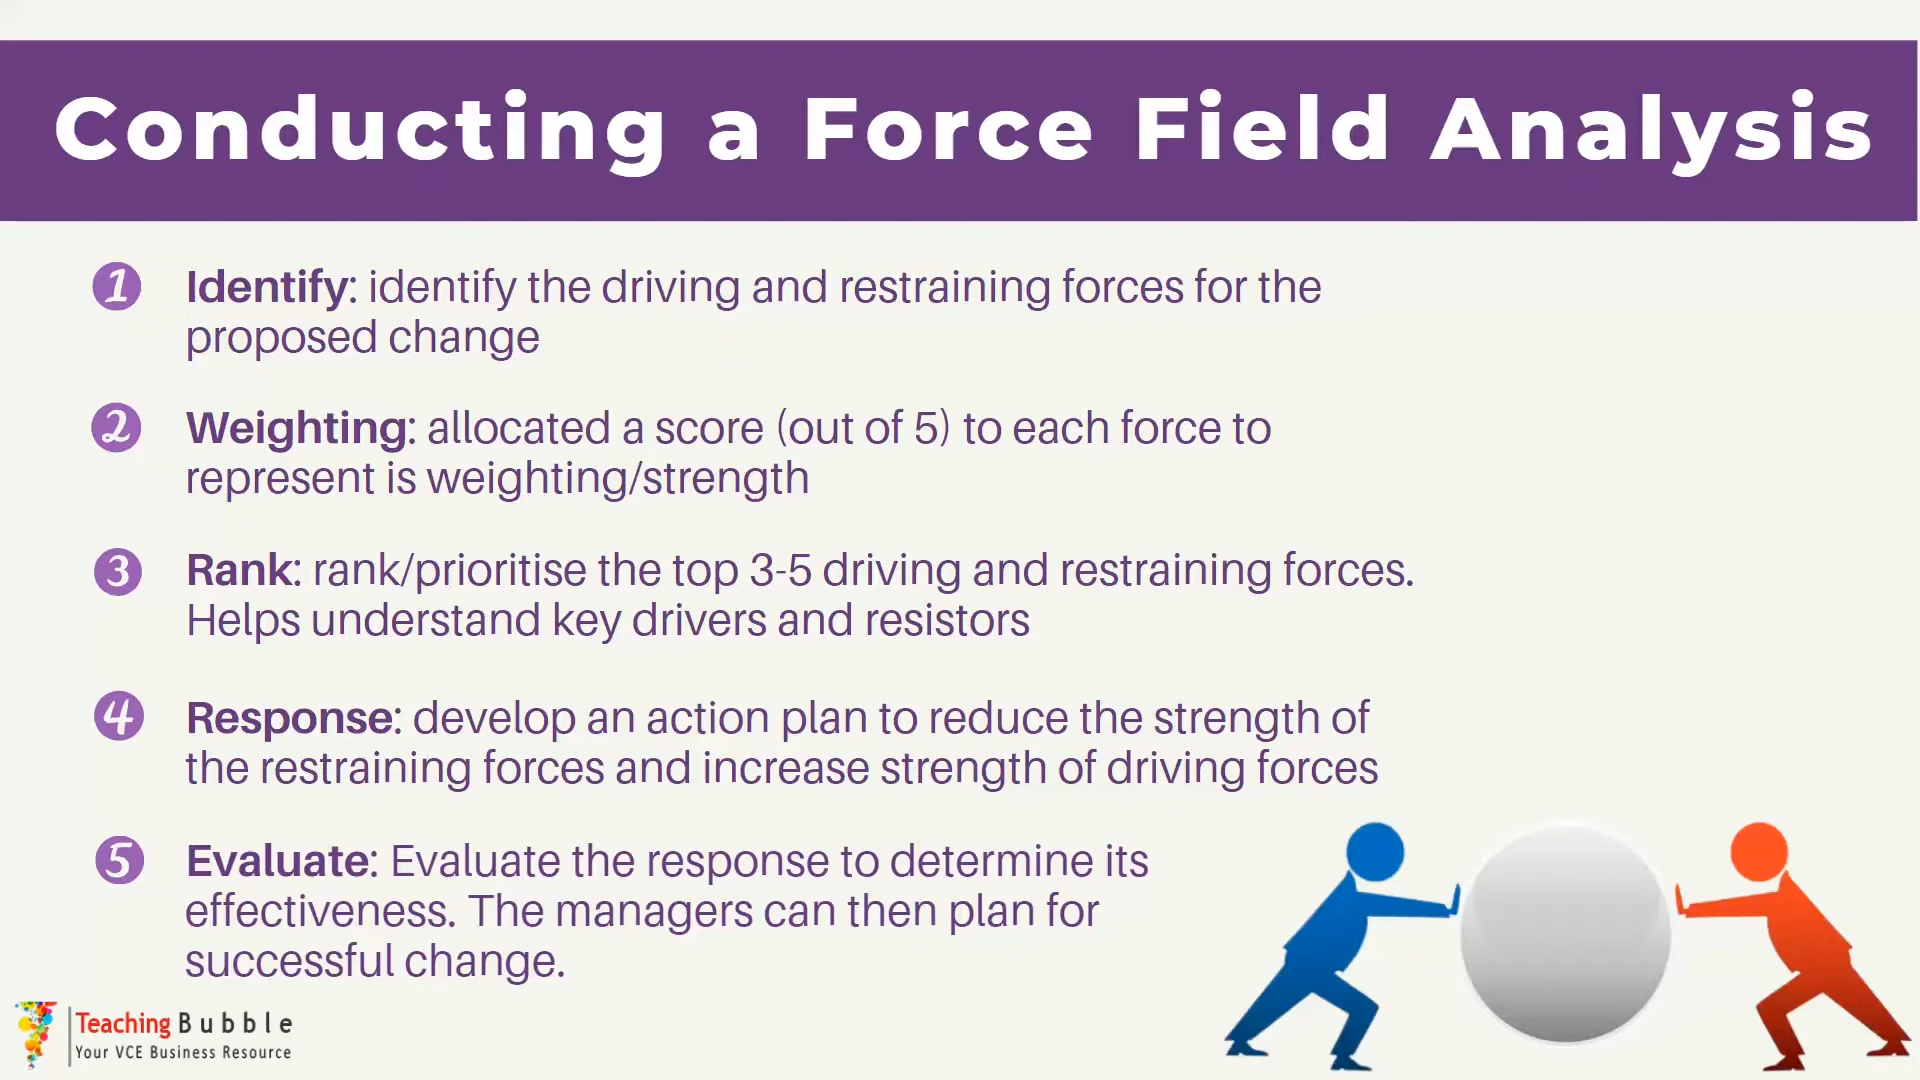 Conducting a Force Field Analysis
1 Identify: identify the driving and restraining forces for the
proposed change
2 Weighting: allocated a score (out of 5) to each force to
represent is weighting/strength
3 Rank: rank/prioritise the top 3-5 driving and restraining forces.
Helps understand key drivers and resistors
4 Response: develop an action plan to reduce the strength of
the restraining forces and increase strength of driving forces
5 Evaluate: Evaluate the response to determine its
effectiveness. The managers can then plan for
successful change.
Teaching Bubble
Your VCE Business Resource